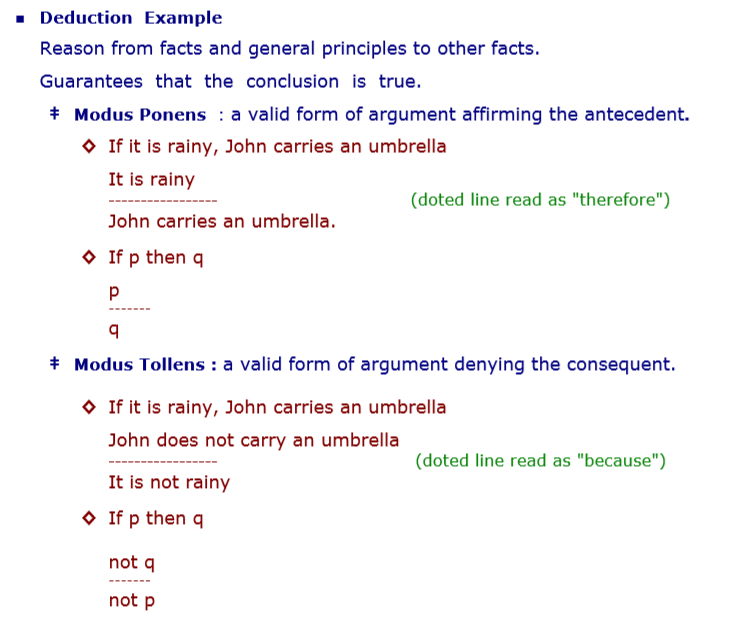 ▪ Deduction Example
Reason from facts and general principles to other facts.
Guarantees that the conclusion is true.
‡ Modus Ponens : a valid form of argument affirming the antecedent.
◊ If it is rainy, John carries an umbrella
It is rainy
----------------- (doted line read as "therefore")
John carries an umbrella.
◊ If p then q
p
-------
q
‡ Modus Tollens : a valid form of argument denying the consequent.
◊ If it is rainy, John carries an umbrella
John does not carry an umbrella
----------------- (doted line read as "because")
It is not rainy
◊ If p then q
not q
-------
not p